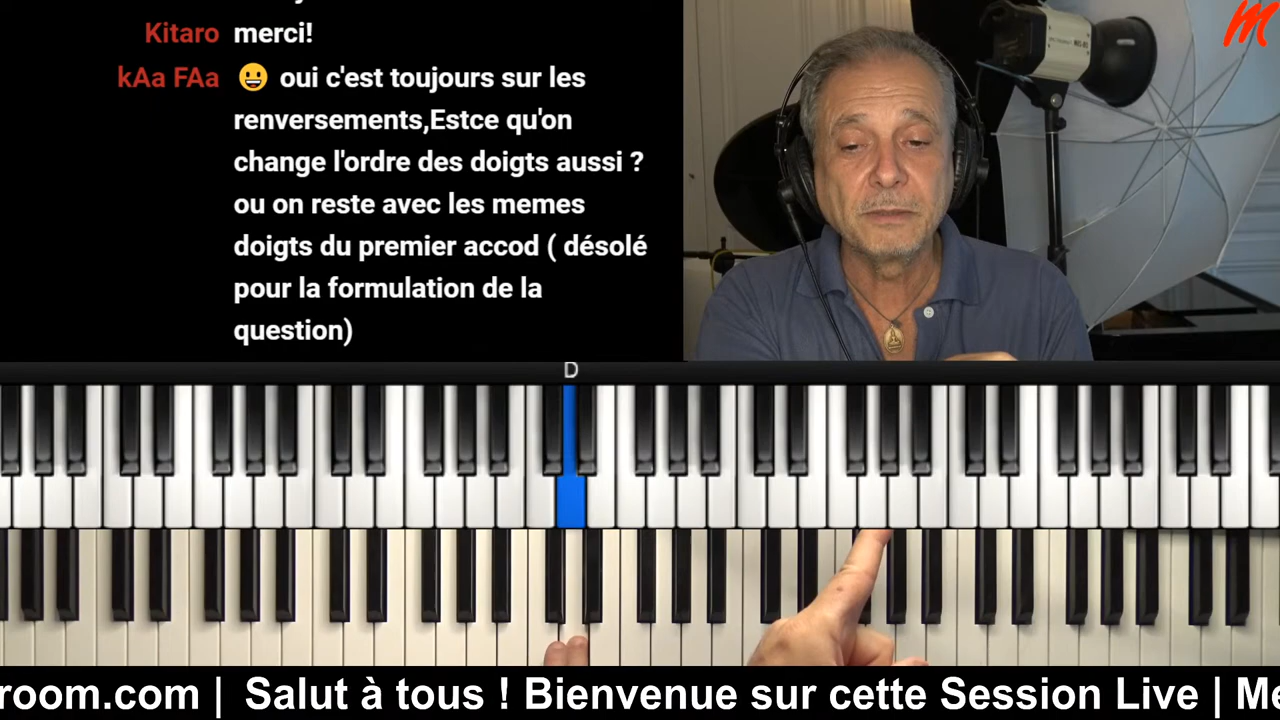 Kitaro merci!
kAa FAa 😀 oui c'est toujours sur les
renversements,Estce qu'on
change l'ordre des doigts aussi ?
ou on reste avec les memes
doigts du premier accod ( désolé
pour la formulation de la
question)
D
room.com | Salut à tous ! Bienvenue sur cette Session Live | Me